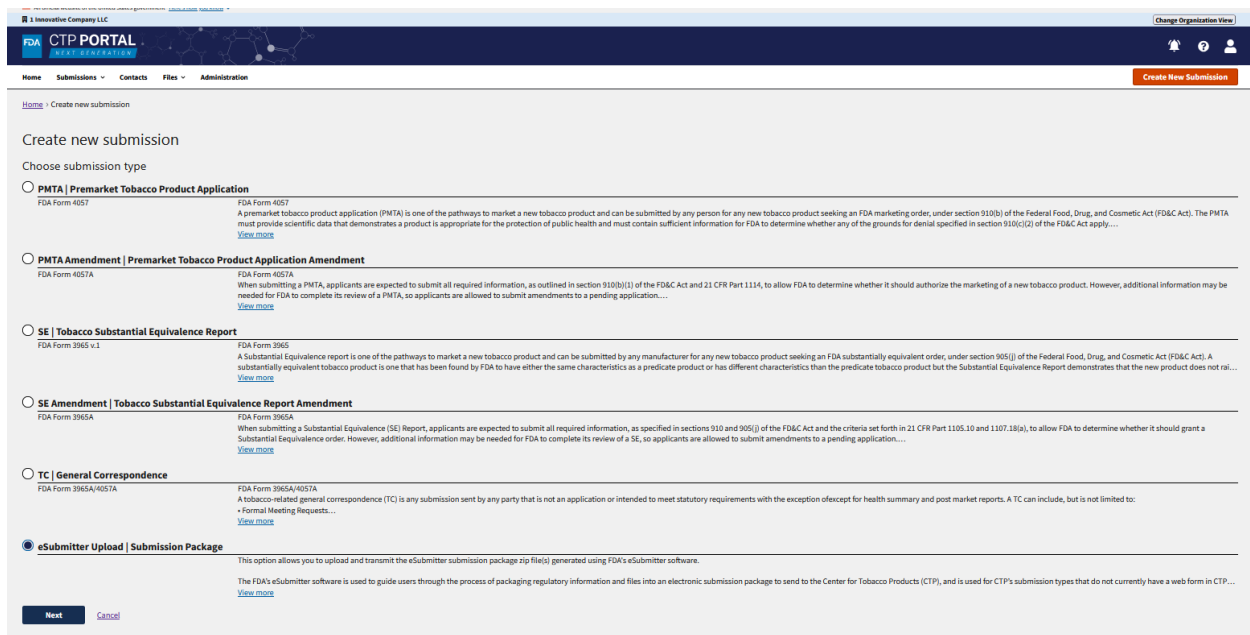 1 Innovative Company LLC
Change Organization View
FDA CTP PORTAL
NEXT GENERATION
Home Submissions Contacts Files Administration
Create New Submission
Home › Create new submission
Create new submission
Choose submission type
PMTA | Premarket Tobacco Product Application
FDA Form 4057 FDA Form 4057
A premarket tobacco product application (PMTA) is one of the pathways to market a new tobacco product and can be submitted by any person for any new tobacco product seeking an FDA marketing order, under section 910(b) of the Federal Food, Drug, and Cosmetic Act (FD&C Act). The PMTA
must provide scientific data that demonstrates a product is appropriate for the protection of public health and must contain sufficient information for FDA to determine whether any of the grounds for denial specified in section 910(c)(2) of the FD&C Act apply.…
View more
PMTA Amendment | Premarket Tobacco Product Application Amendment
FDA Form 4057A FDA Form 4057A
When submitting a PMTA, applicants are expected to submit all required information, as outlined in section 910(b)(1) of the FD&C Act and 21 CFR Part 1114, to allow FDA to determine whether it should authorize the marketing of a new tobacco product. However, additional information may be
needed for FDA to complete its review of a PMTA, so applicants are allowed to submit amendments to a pending application.…
View more
SE | Tobacco Substantial Equivalence Report
FDA Form 3965 v.1 FDA Form 3965
A Substantial Equivalence report is one of the pathways to market a new tobacco product and can be submitted by any manufacturer for any new tobacco product seeking an FDA substantially equivalent order, under section 905(j) of the Federal Food, Drug, and Cosmetic Act (FD&C Act). A
substantially equivalent tobacco product is one that has been found by FDA to have either the same characteristics as a predicate product or has different characteristics than the predicate tobacco product but the Substantial Equivalence Report demonstrates that the new product does not rai…
View more
SE Amendment | Tobacco Substantial Equivalence Report Amendment
FDA Form 3965A FDA Form 3965A
When submitting a Substantial Equivalence (SE) Report, applicants are expected to submit all required information, as specified in sections 910 and 905(j) of the FD&C Act and the criteria set forth in 21 CFR Part 1105.10 and 1107.18(a), to allow FDA to determine whether it should grant a
Substantial Eequivalence order. However, additional information may be needed for FDA to complete its review of a SE, so applicants are allowed to submit amendments to a pending application.…
View more
TC | General Correspondence
FDA Form 3965A/4057A FDA Form 3965A/4057A
A tobacco-related general correspondence (TC) is any submission sent by any party that is not an application or intended to meet statutory requirements with the exception ofexcept for health summary and post market reports. A TC can include, but is not limited to:
• Formal Meeting Requests…
View more
eSubmitter Upload | Submission Package
This option allows you to upload and transmit the eSubmitter submission package zip file(s) generated using FDA's eSubmitter software.
The FDA's eSubmitter software is used to guide users through the process of packaging regulatory information and files into an electronic submission package to send to the Center for Tobacco Products (CTP), and is used for CTP's submission types that do not currently have a web form in CTP…
View more
Next Cancel